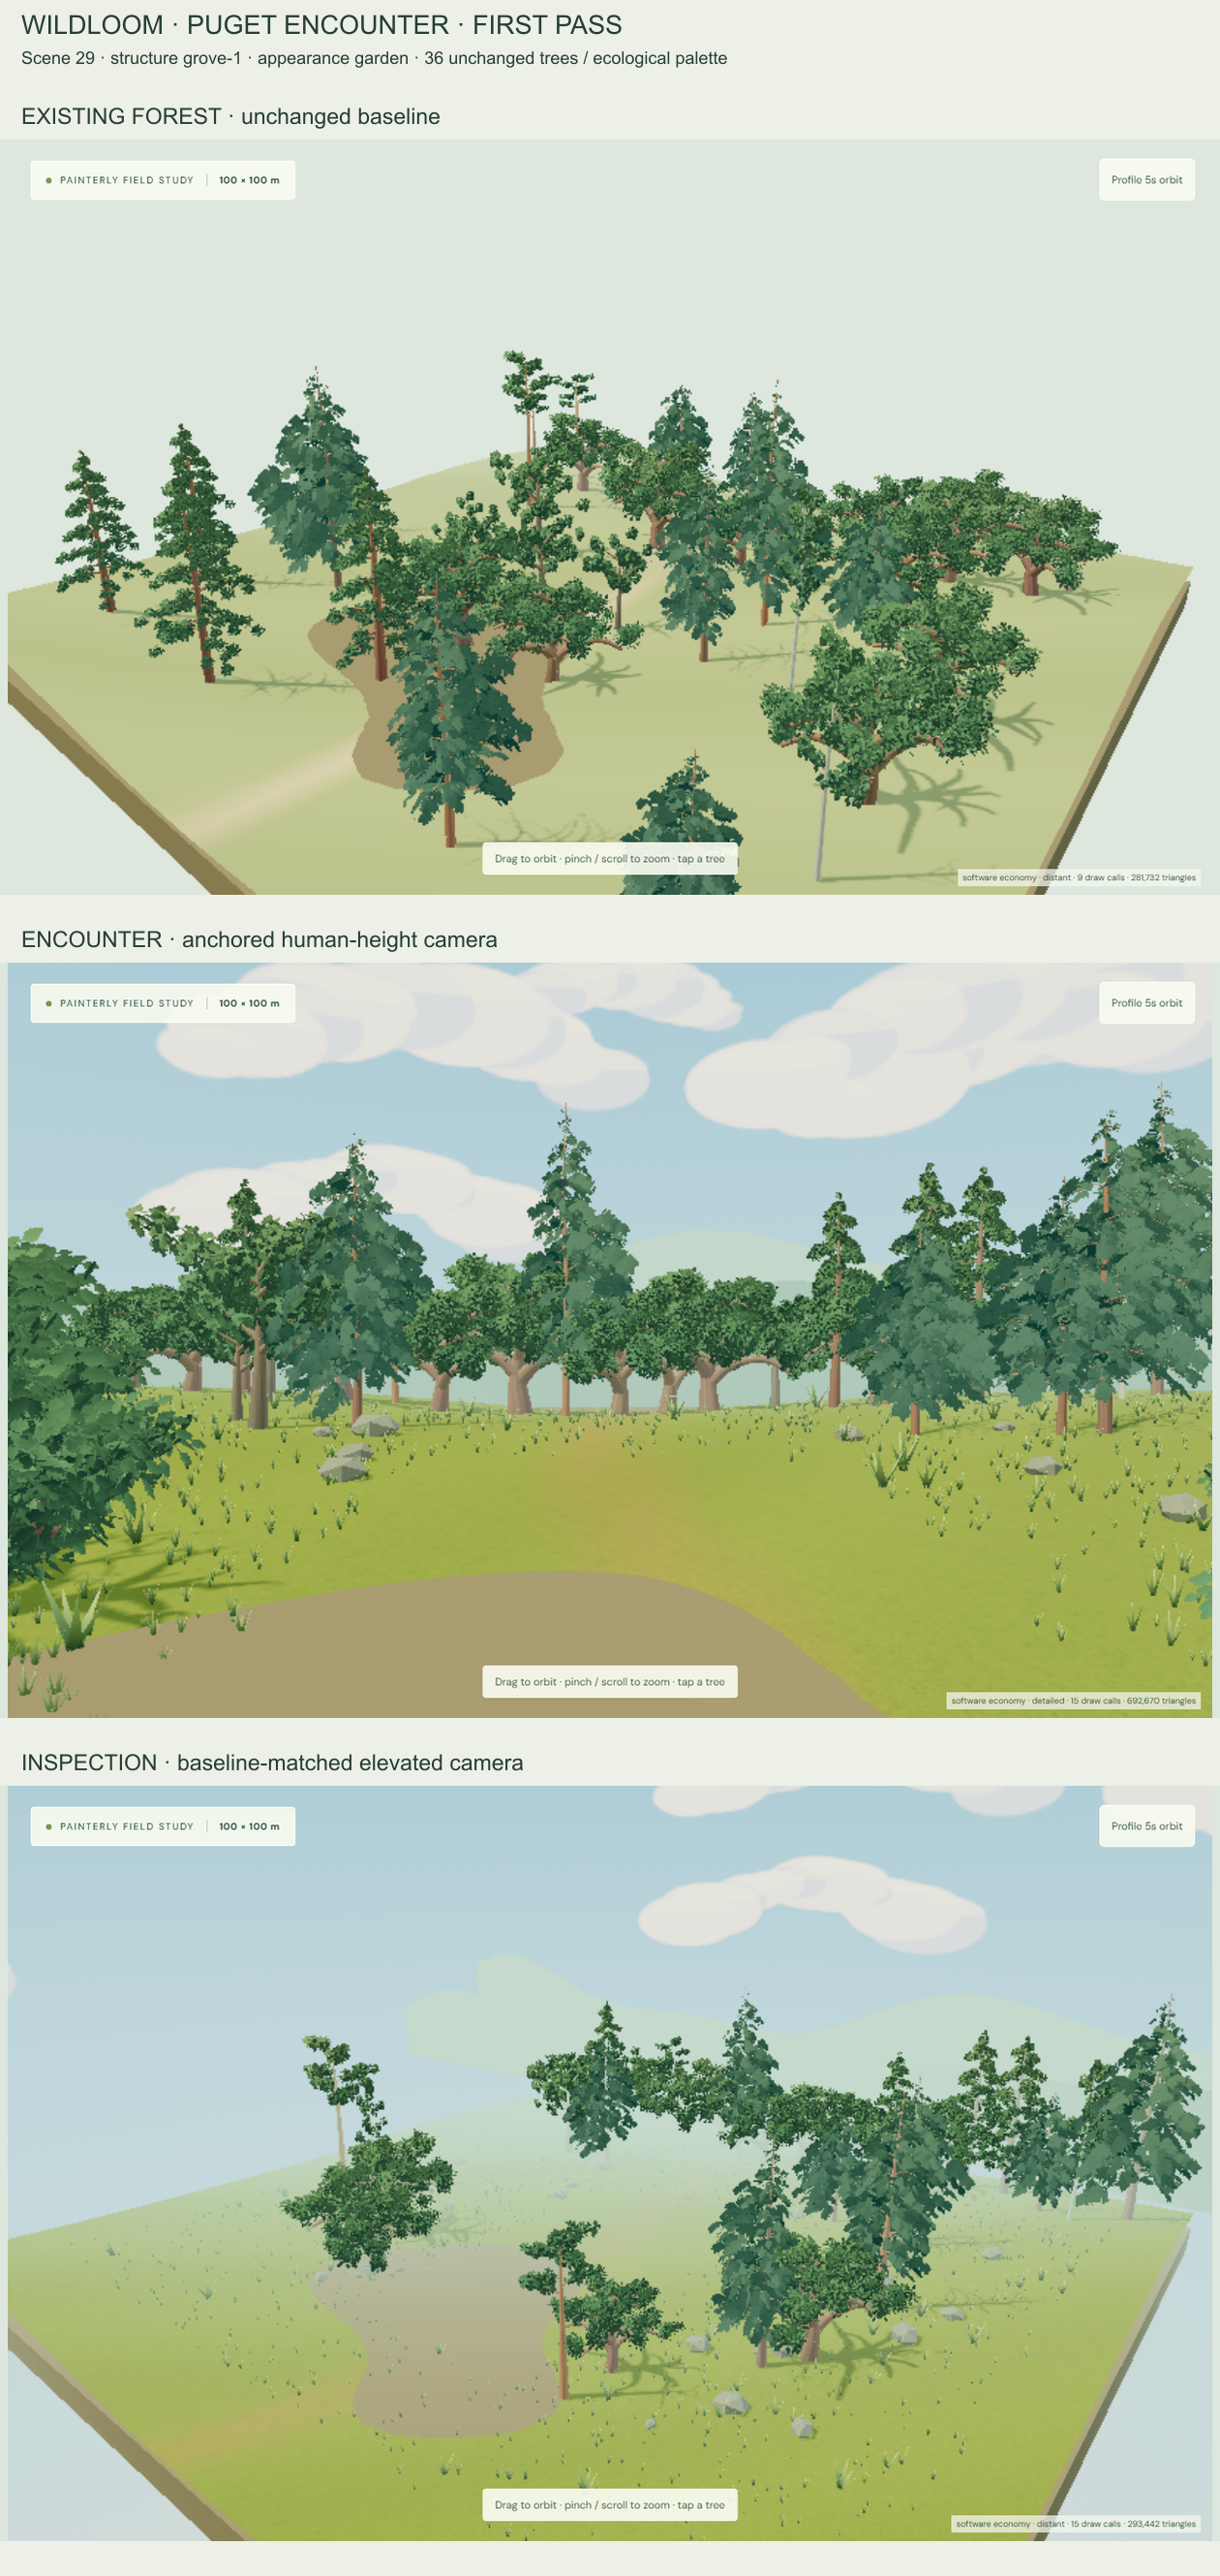 WILDLOOM · PUGET ENCOUNTER · FIRST PASS
Scene 29 · structure grove-1 · appearance garden · 36 unchanged trees / ecological palette
EXISTING FOREST · unchanged baseline
PAINTERLY FIELD STUDY | 100 × 100 m
Profile 5s orbit
Drag to orbit · pinch / scroll to zoom · tap a tree
software economy · distant · 9 draw calls · 281,732 triangles
ENCOUNTER · anchored human-height camera
PAINTERLY FIELD STUDY | 100 × 100 m
Profile 5s orbit
Drag to orbit · pinch / scroll to zoom · tap a tree
software economy · detailed · 15 draw calls · 692,670 triangles
INSPECTION · baseline-matched elevated camera
PAINTERLY FIELD STUDY | 100 × 100 m
Profile 5s orbit
Drag to orbit · pinch / scroll to zoom · tap a tree
software economy · distant · 15 draw calls · 293,442 triangles